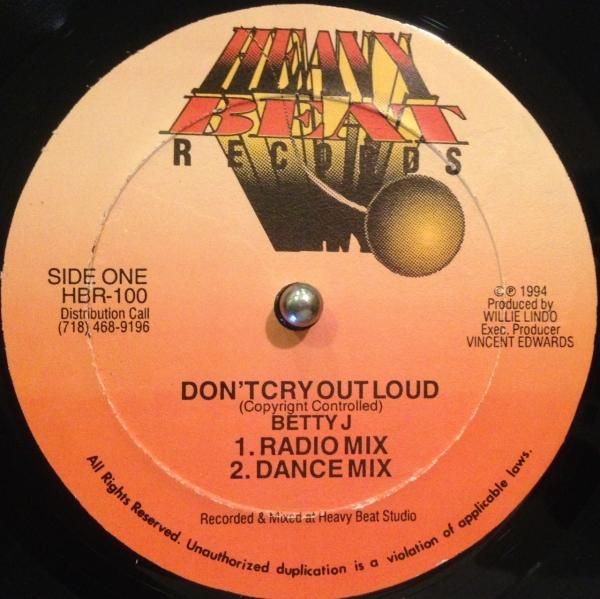 HEAVY
BEAT
RECORDS
SIDE ONE
HBR-100
Distribution Call
(718) 468-9196
©℗ 1994
Produced by
WILLIE LINDO
Exec. Producer
VINCENT EDWARDS
DON'T CRY OUT LOUD
(Copyright Controlled)
BETTY J
1. RADIO MIX
2. DANCE MIX
Recorded & Mixed at Heavy Beat Studio
All Rights Reserved. Unauthorized duplication is a violation of applicable laws.